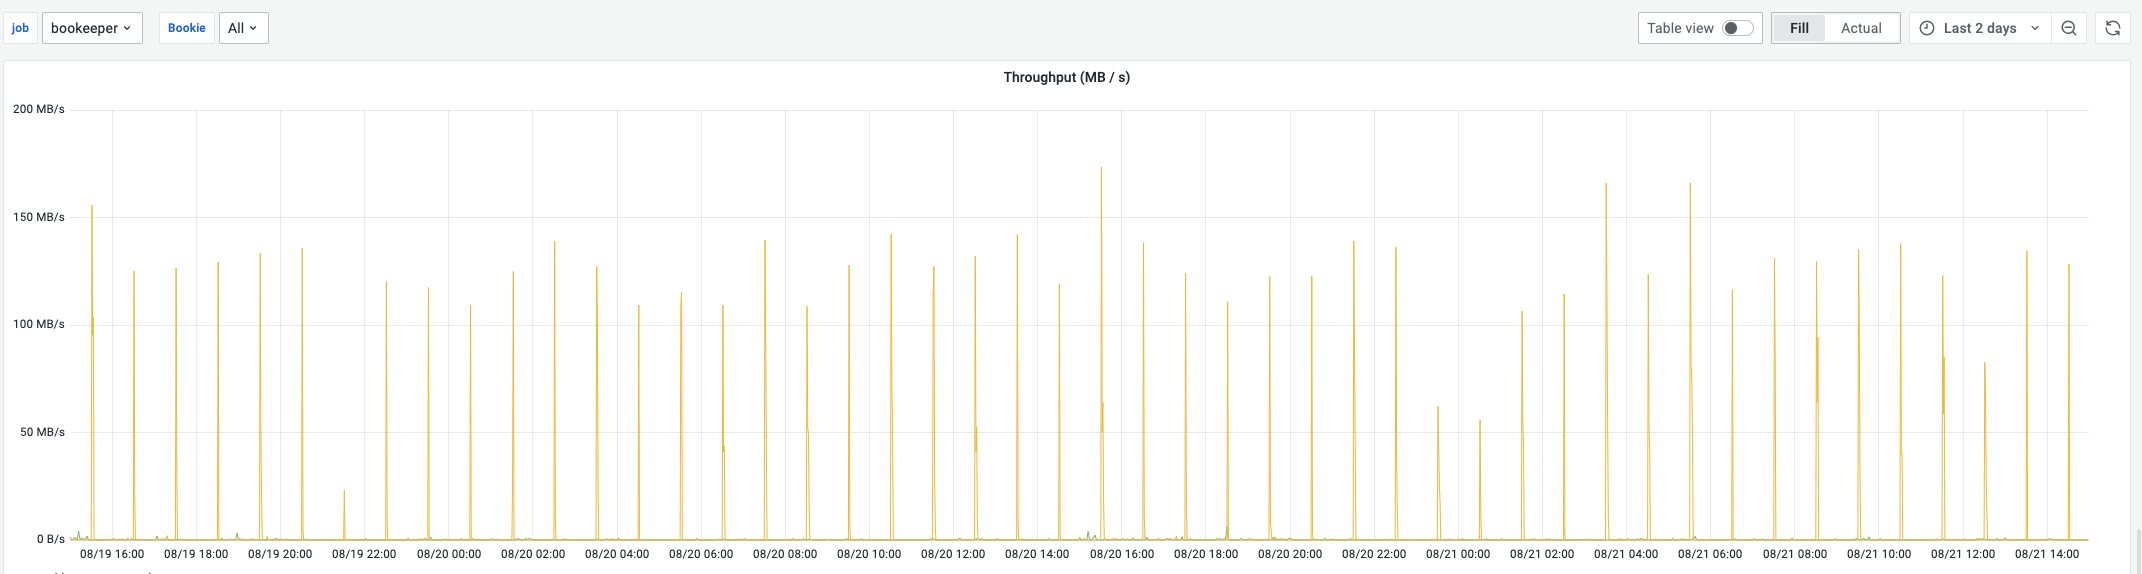 job bookeeper Bookie All Table view Fill Actual Last 2 days
Throughput (MB / s)
200 MB/s
150 MB/s
100 MB/s
50 MB/s
0 B/s
08/19 16:00 08/19 18:00 08/19 20:00 08/19 22:00 08/20 00:00 08/20 02:00 08/20 04:00 08/20 06:00 08/20 08:00 08/20 10:00 08/20 12:00 08/20 14:00 08/20 16:00 08/20 18:00 08/20 20:00 08/20 22:00 08/21 00:00 08/21 02:00 08/21 04:00 08/21 06:00 08/21 08:00 08/21 10:00 08/21 12:00 08/21 14:00